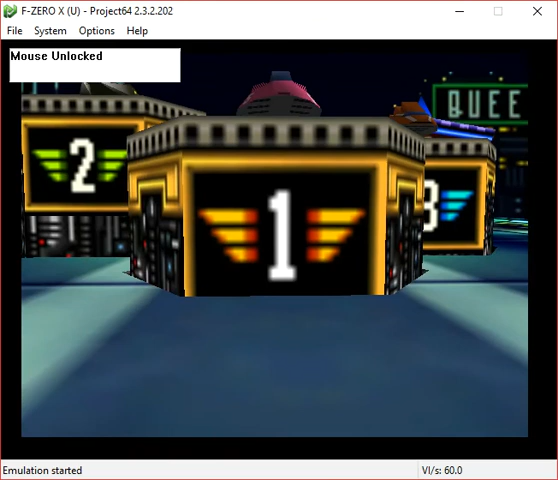 F-ZERO X (U) - Project64 2.3.2.202
File System Options Help
Mouse Unlocked
QUEE
2
1
3
Emulation started
VI/s: 60.0